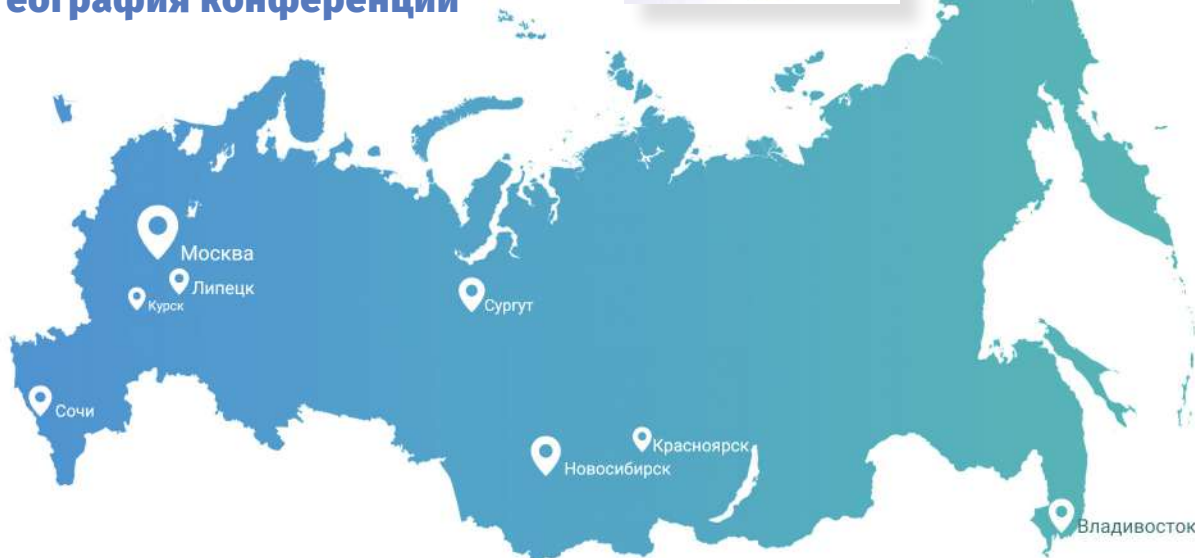 еография конференции
Москва
Липецк
Курск
Сургут
Сочи
Красноярск
Новосибирск
Владивосток